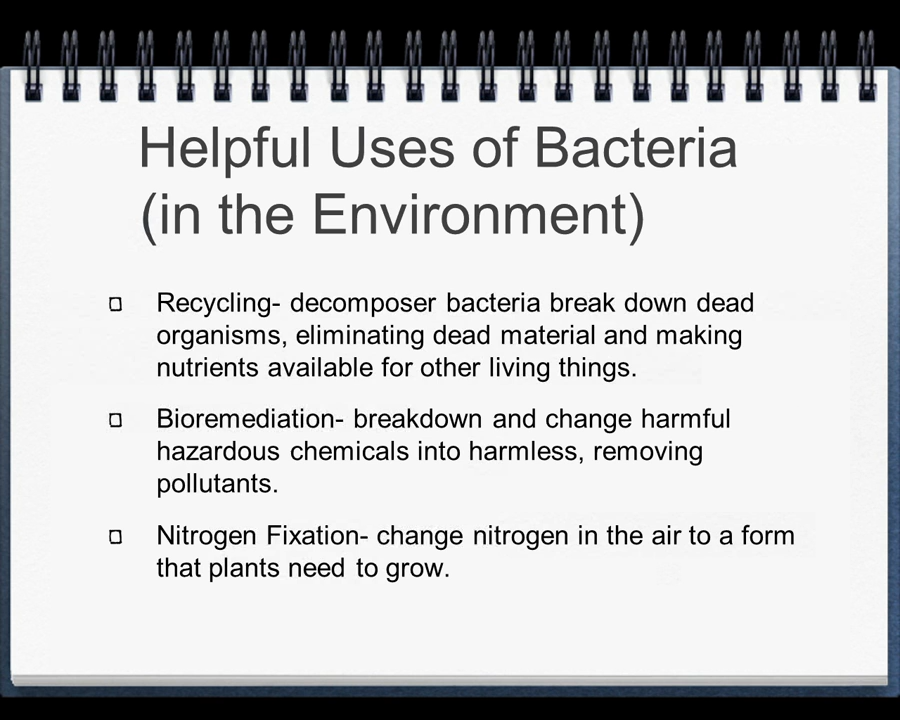 Helpful Uses of Bacteria
(in the Environment)
Recycling- decomposer bacteria break down dead
organisms, eliminating dead material and making
nutrients available for other living things.
Bioremediation- breakdown and change harmful
hazardous chemicals into harmless, removing
pollutants.
Nitrogen Fixation- change nitrogen in the air to a form
that plants need to grow.